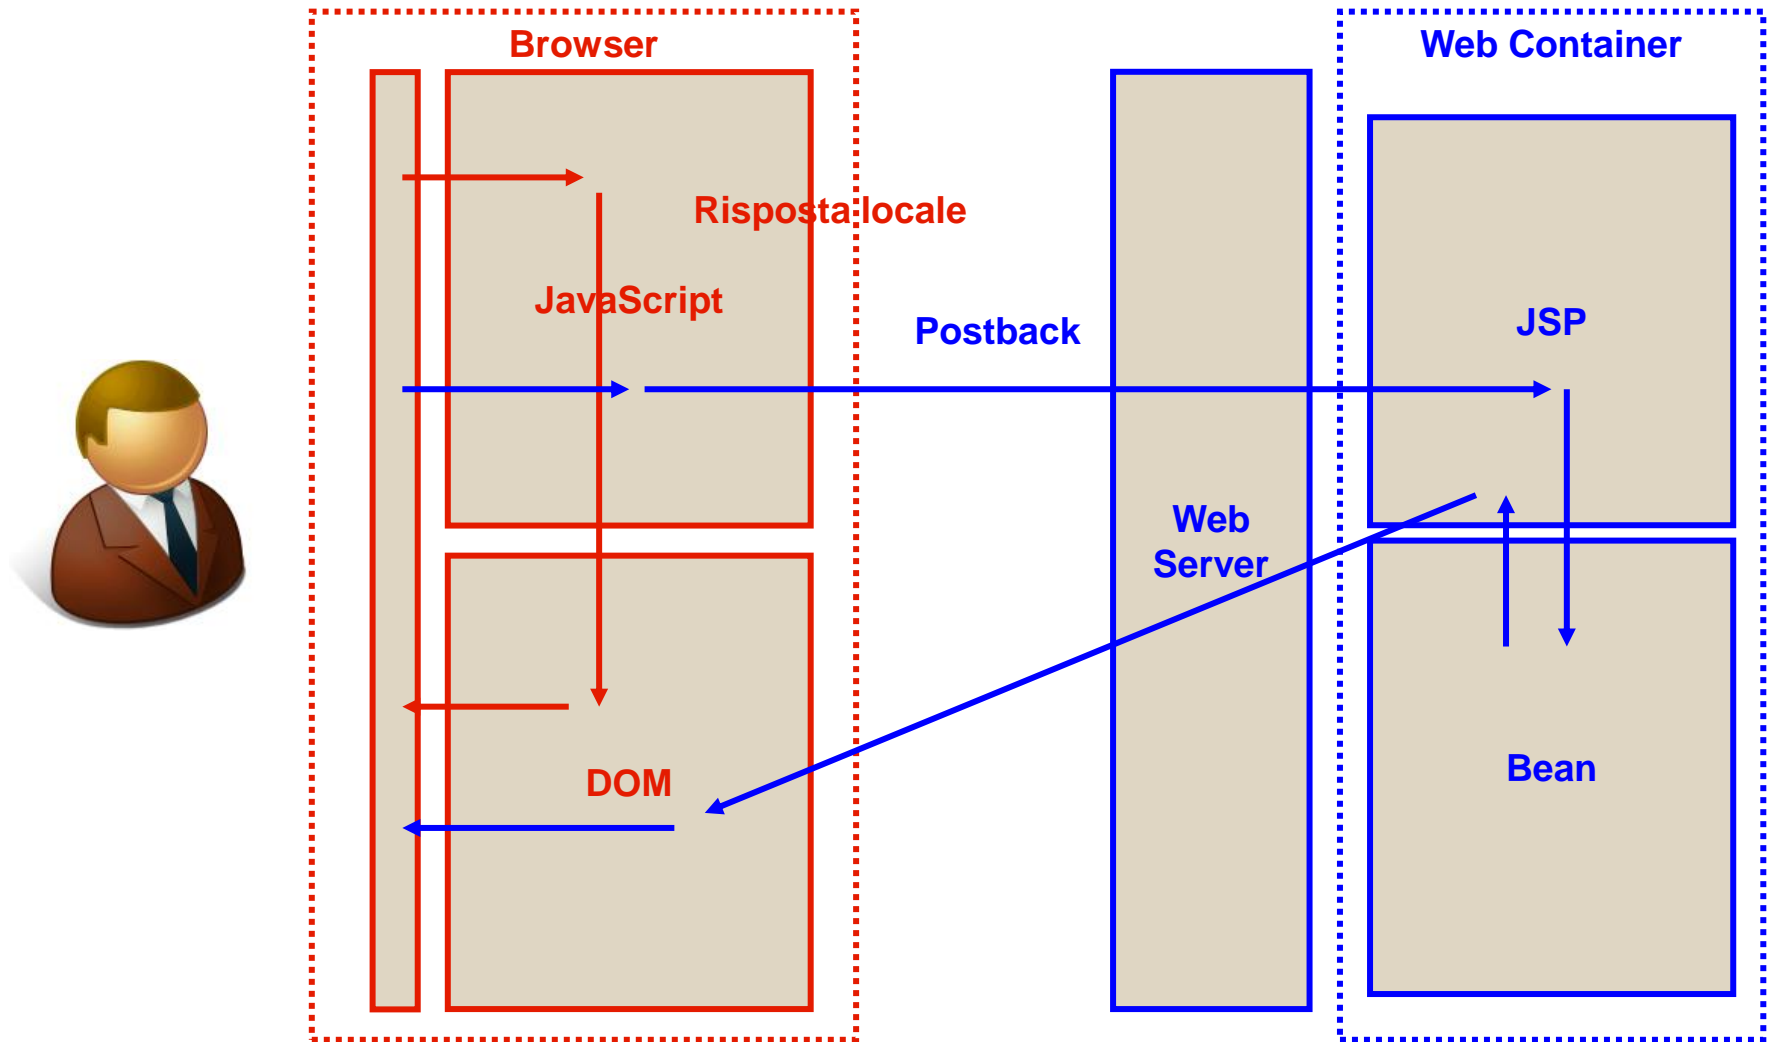 Browser
Web Container
Risposta locale
JavaScript
Postback
JSP
Web
Server
DOM
Bean